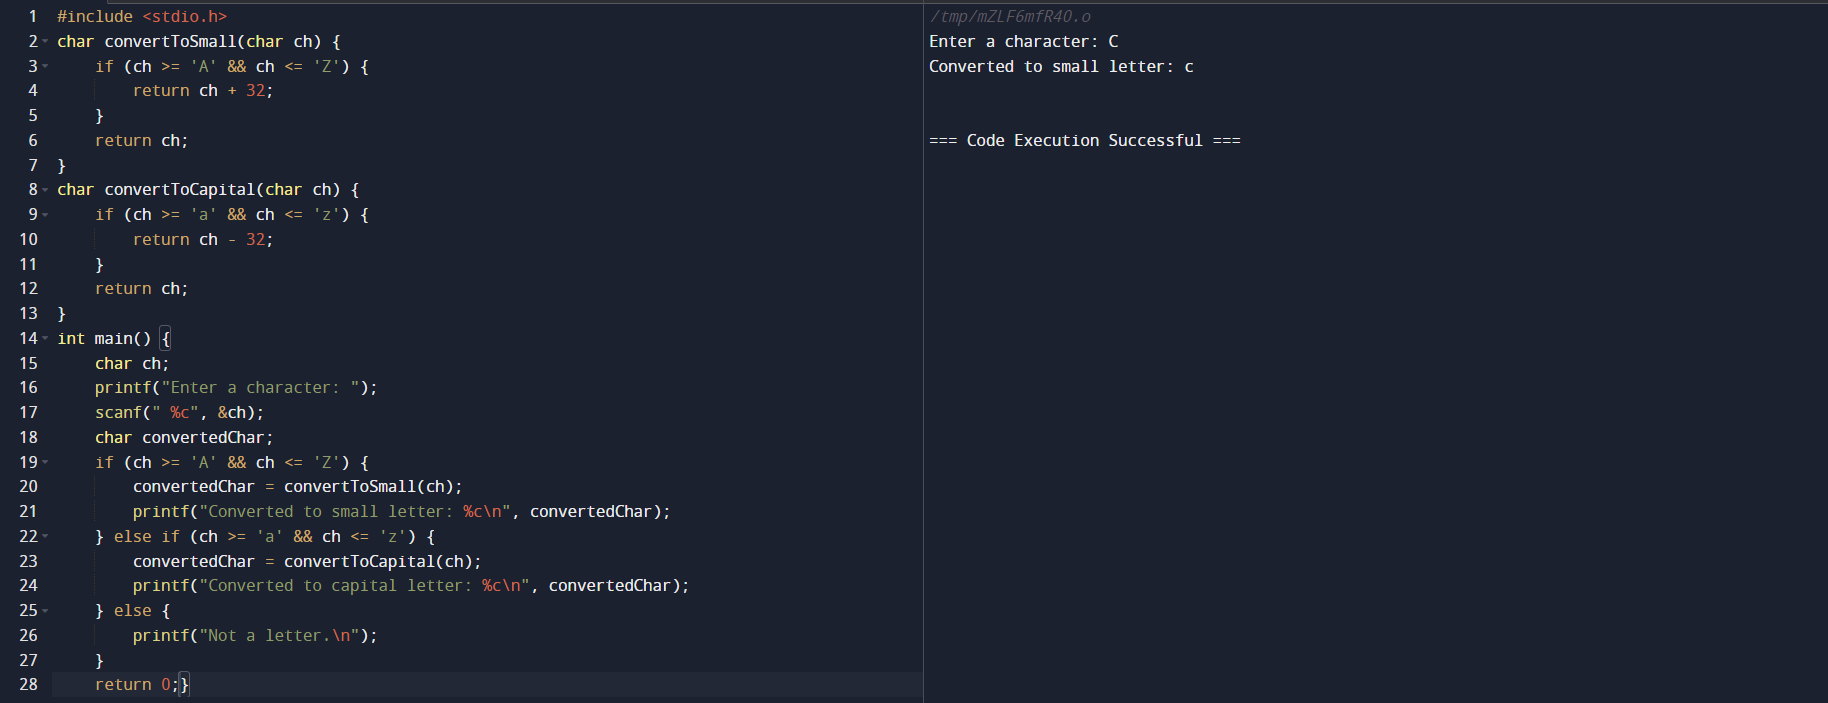 1 #include <stdio.h>
2 char convertToSmall(char ch) {
3     if (ch >= 'A' && ch <= 'Z') {
4         return ch + 32;
5     }
6     return ch;
7 }
8 char convertToCapital(char ch) {
9     if (ch >= 'a' && ch <= 'z') {
10         return ch - 32;
11     }
12     return ch;
13 }
14 int main() {
15     char ch;
16     printf("Enter a character: ");
17     scanf(" %c", &ch);
18     char convertedChar;
19     if (ch >= 'A' && ch <= 'Z') {
20         convertedChar = convertToSmall(ch);
21         printf("Converted to small letter: %c\n", convertedChar);
22     } else if (ch >= 'a' && ch <= 'z') {
23         convertedChar = convertToCapital(ch);
24         printf("Converted to capital letter: %c\n", convertedChar);
25     } else {
26         printf("Not a letter.\n");
27     }
28     return 0;}
/tmp/mZLF6mfR40.o
Enter a character: C
Converted to small letter: c
=== Code Execution Successful ===